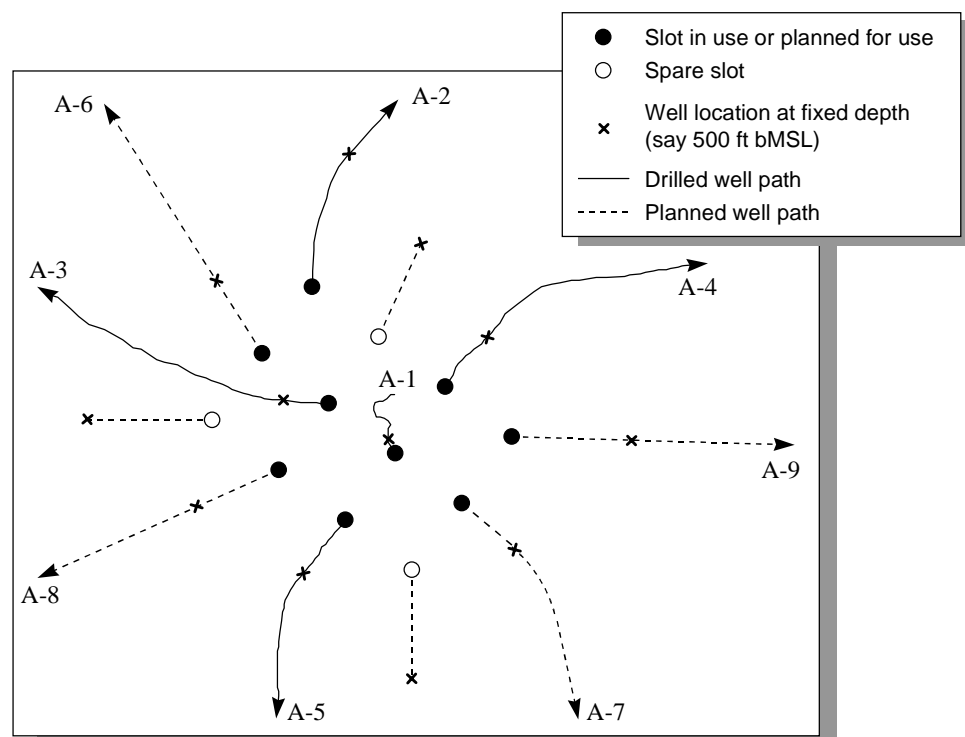 Slot in use or planned for use
Spare slot
Well location at fixed depth
(say 500 ft bMSL)
Drilled well path
Planned well path
A-6
A-2
A-3
A-4
A-1
A-9
A-8
A-5
A-7